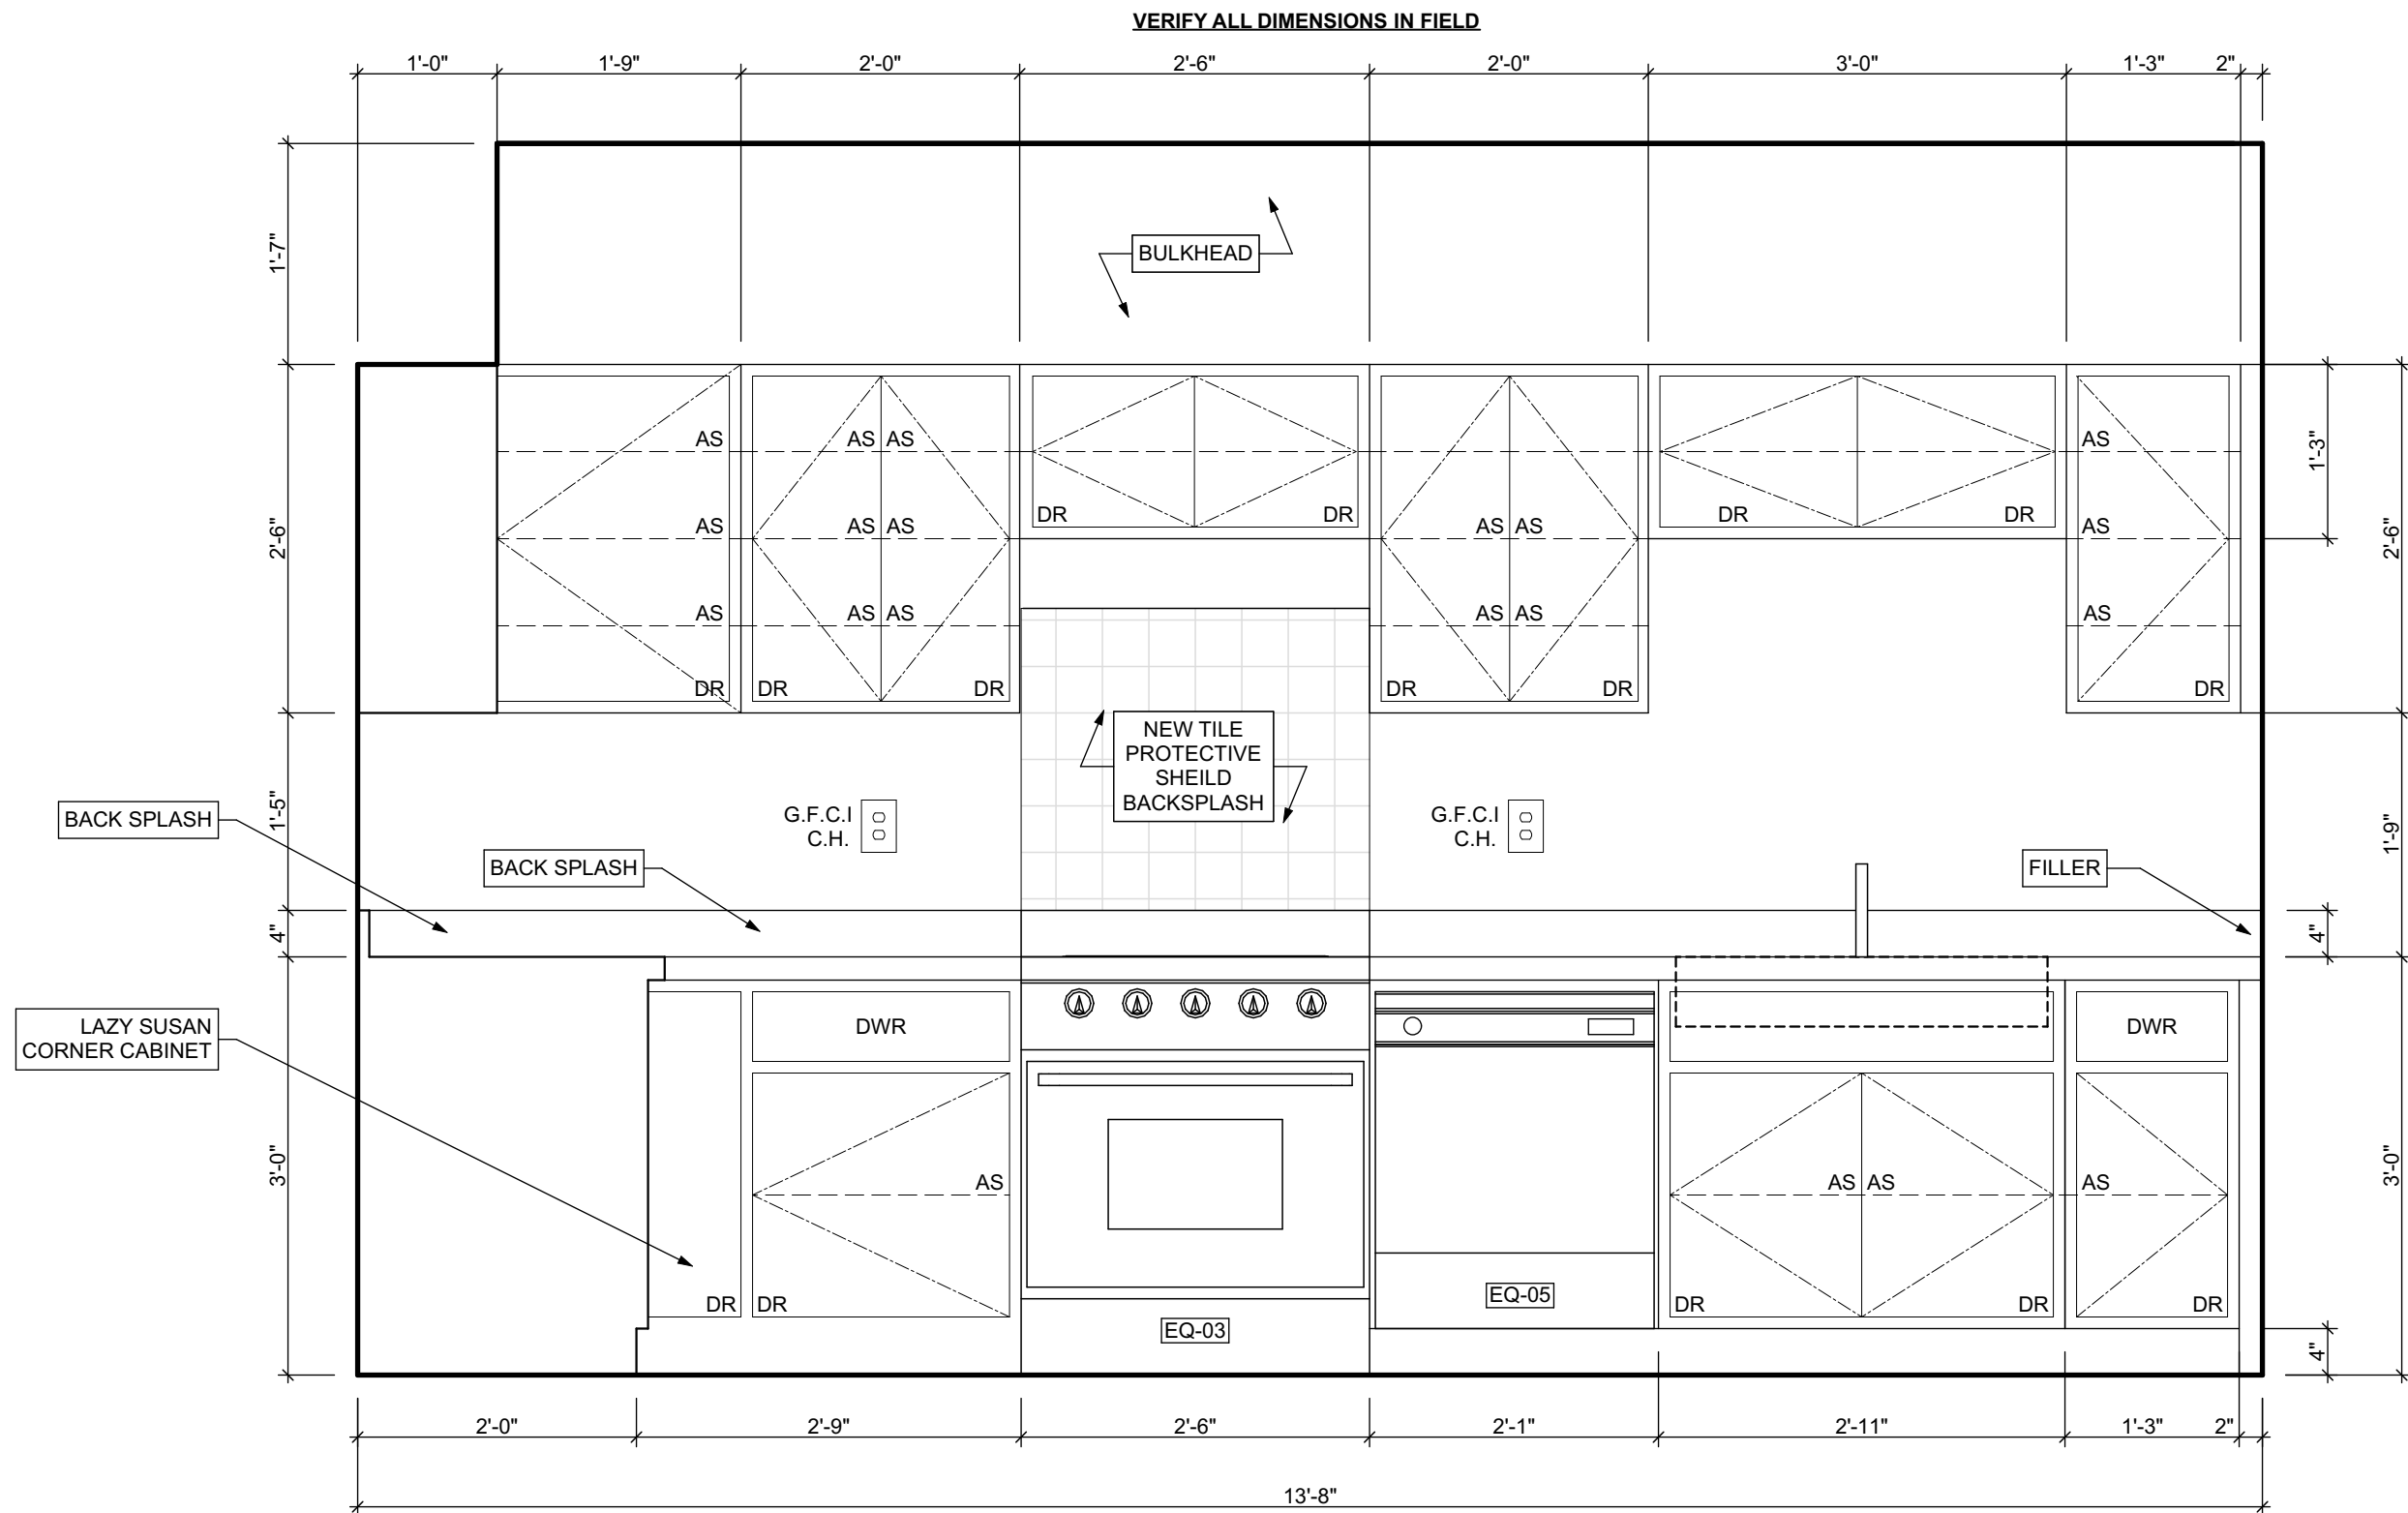 VERIFY ALL DIMENSIONS IN FIELD
1'-0" 1'-9" 2'-0" 2'-6" 2'-0" 3'-0" 1'-3" 2"
1'-7"
BULKHEAD
2'-6"
AS AS AS AS
1'-3"
DR DR DR DR
AS AS AS AS AS AS
2'-6"
AS AS AS AS AS AS
DR DR DR DR DR DR
NEW TILE
PROTECTIVE
SHEILD
BACKSPLASH
1'-5"
BACK SPLASH
G.F.C.I
C.H.
G.F.C.I
C.H.
1'-9"
BACK SPLASH
FILLER
4"
4"
LAZY SUSAN
CORNER CABINET
DWR
DWR
3'-0"
AS AS AS AS
3'-0"
DR DR
EQ-05
DR DR DR
EQ-03
4"
2'-0" 2'-9" 2'-6" 2'-1" 2'-11" 1'-3" 2"
13'-8"